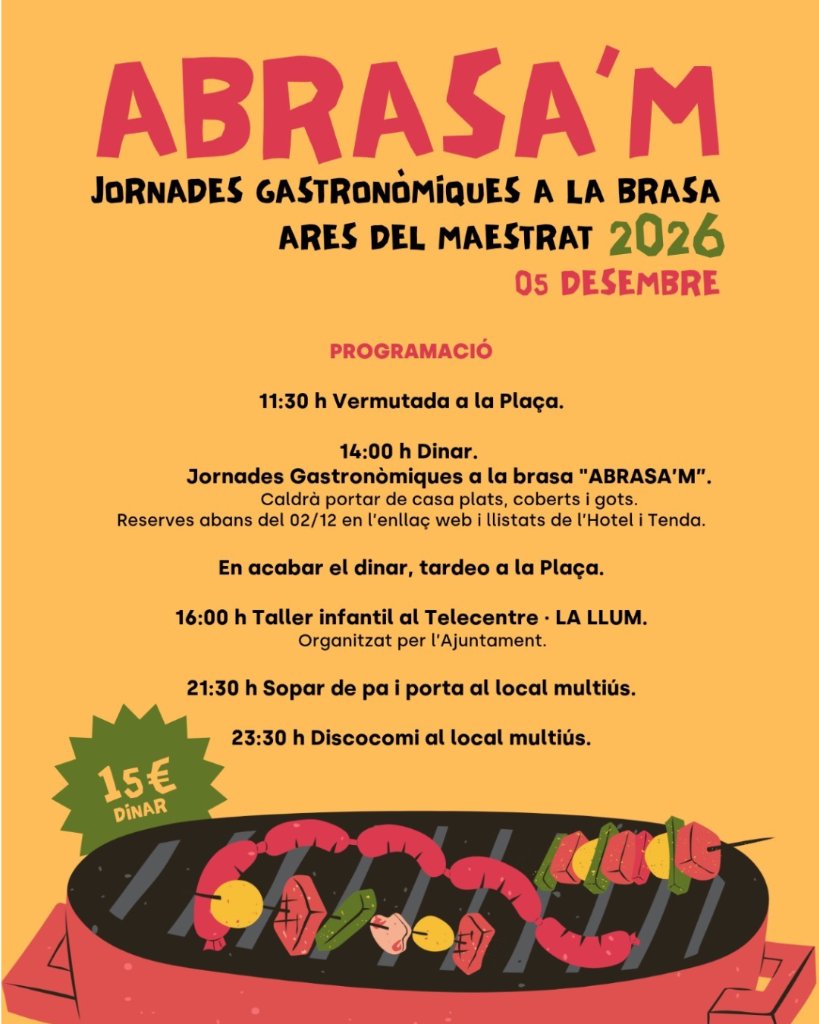 ABRASA'M
JORNADES GASTRONÒMIQUES A LA BRASA
ARES DEL MAESTRAT 2026
05 DESEMBRE
PROGRAMACIÓ
11:30 h Vermutada a la Plaça.
14:00 h Dinar.
Jornades Gastronòmiques a la brasa "ABRASA'M”.
Caldrà portar de casa plats, coberts i gots.
Reserves abans del 02/12 en l’enllaç web i llistats de l’Hotel i Tenda.
En acabar el dinar, tardeo a la Plaça.
16:00 h Taller infantil al Telecentre · LA LLUM.
Organitzat per l’Ajuntament.
21:30 h Sopar de pa i porta al local multiús.
23:30 h Discocomi al local multiús.
15€
DINAR